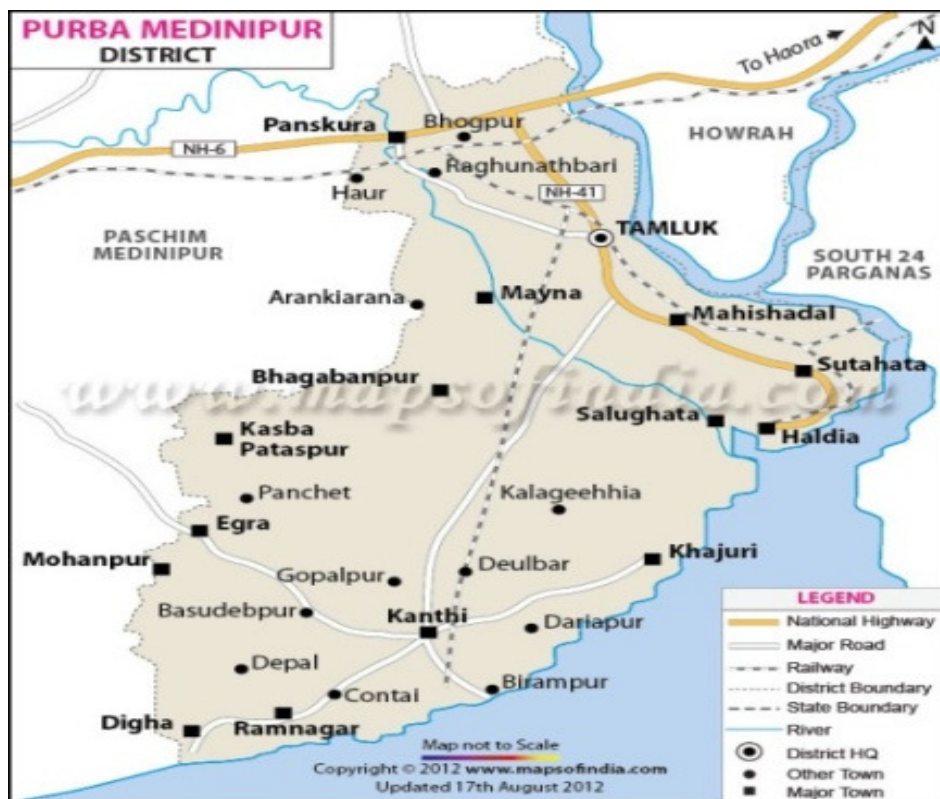 PURBA MEDINIPUR
DISTRICT
To Haora
N
Panskura
Bhogpur
HOWRAH
NH-6
Raghunathbari
Haur
NH-41
PASCHIM
MEDINIPUR
TAMLUK
SOUTH 24
PARGANAS
Arankiarana
Mayna
Mahishadal
Bhagabanpur
Sutahata
www.mapsofindia.com
Salughata
Haldia
Kasba
Pataspur
Panchet
Kalageehhia
Egra
Mohanpur
Khajuri
Gopalpur
Deulbar
Basudebpur
Kanthi
Dariapur
Depal
Contai
Birampur
Digha
Ramnagar
LEGEND
National Highway
Major Road
Railway
District Boundary
State Boundary
River
District HQ
Other Town
Major Town
Map not to Scale
Copyright © 2012 www.mapsofindia.com
Updated 17th August 2012